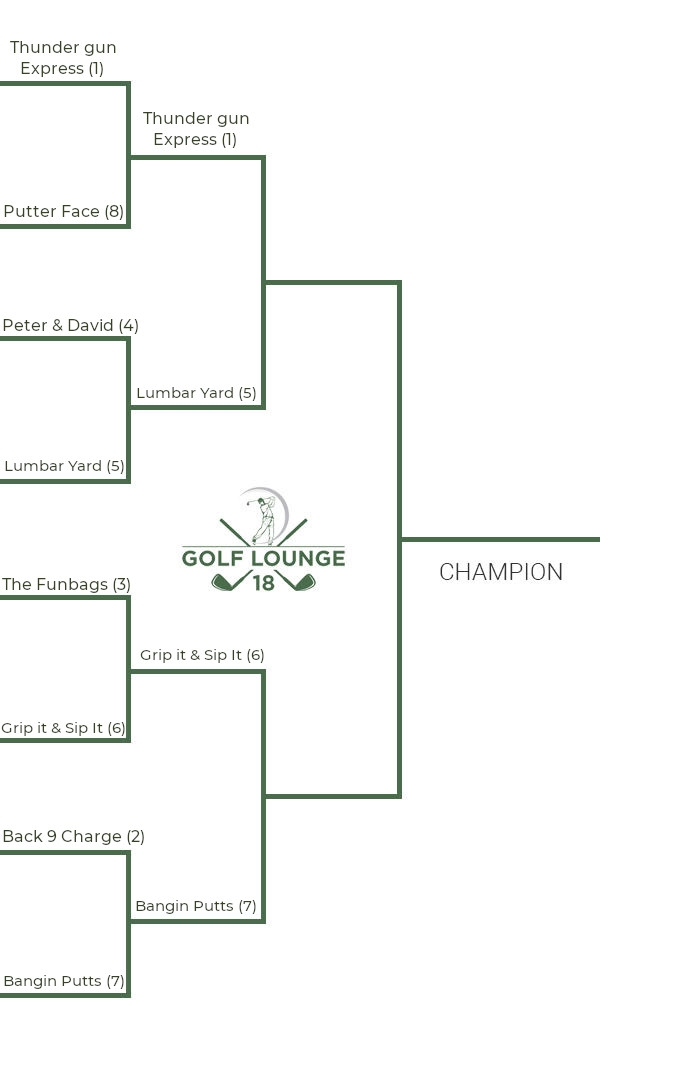 Thunder gun
Express (1)
Thunder gun
Express (1)
Putter Face (8)
Peter & David (4)
Lumbar Yard (5)
Lumbar Yard (5)
GOLF LOUNGE
18
CHAMPION
The Funbags (3)
Grip it & Sip It (6)
Grip it & Sip It (6)
Back 9 Charge (2)
Bangin Putts (7)
Bangin Putts (7)